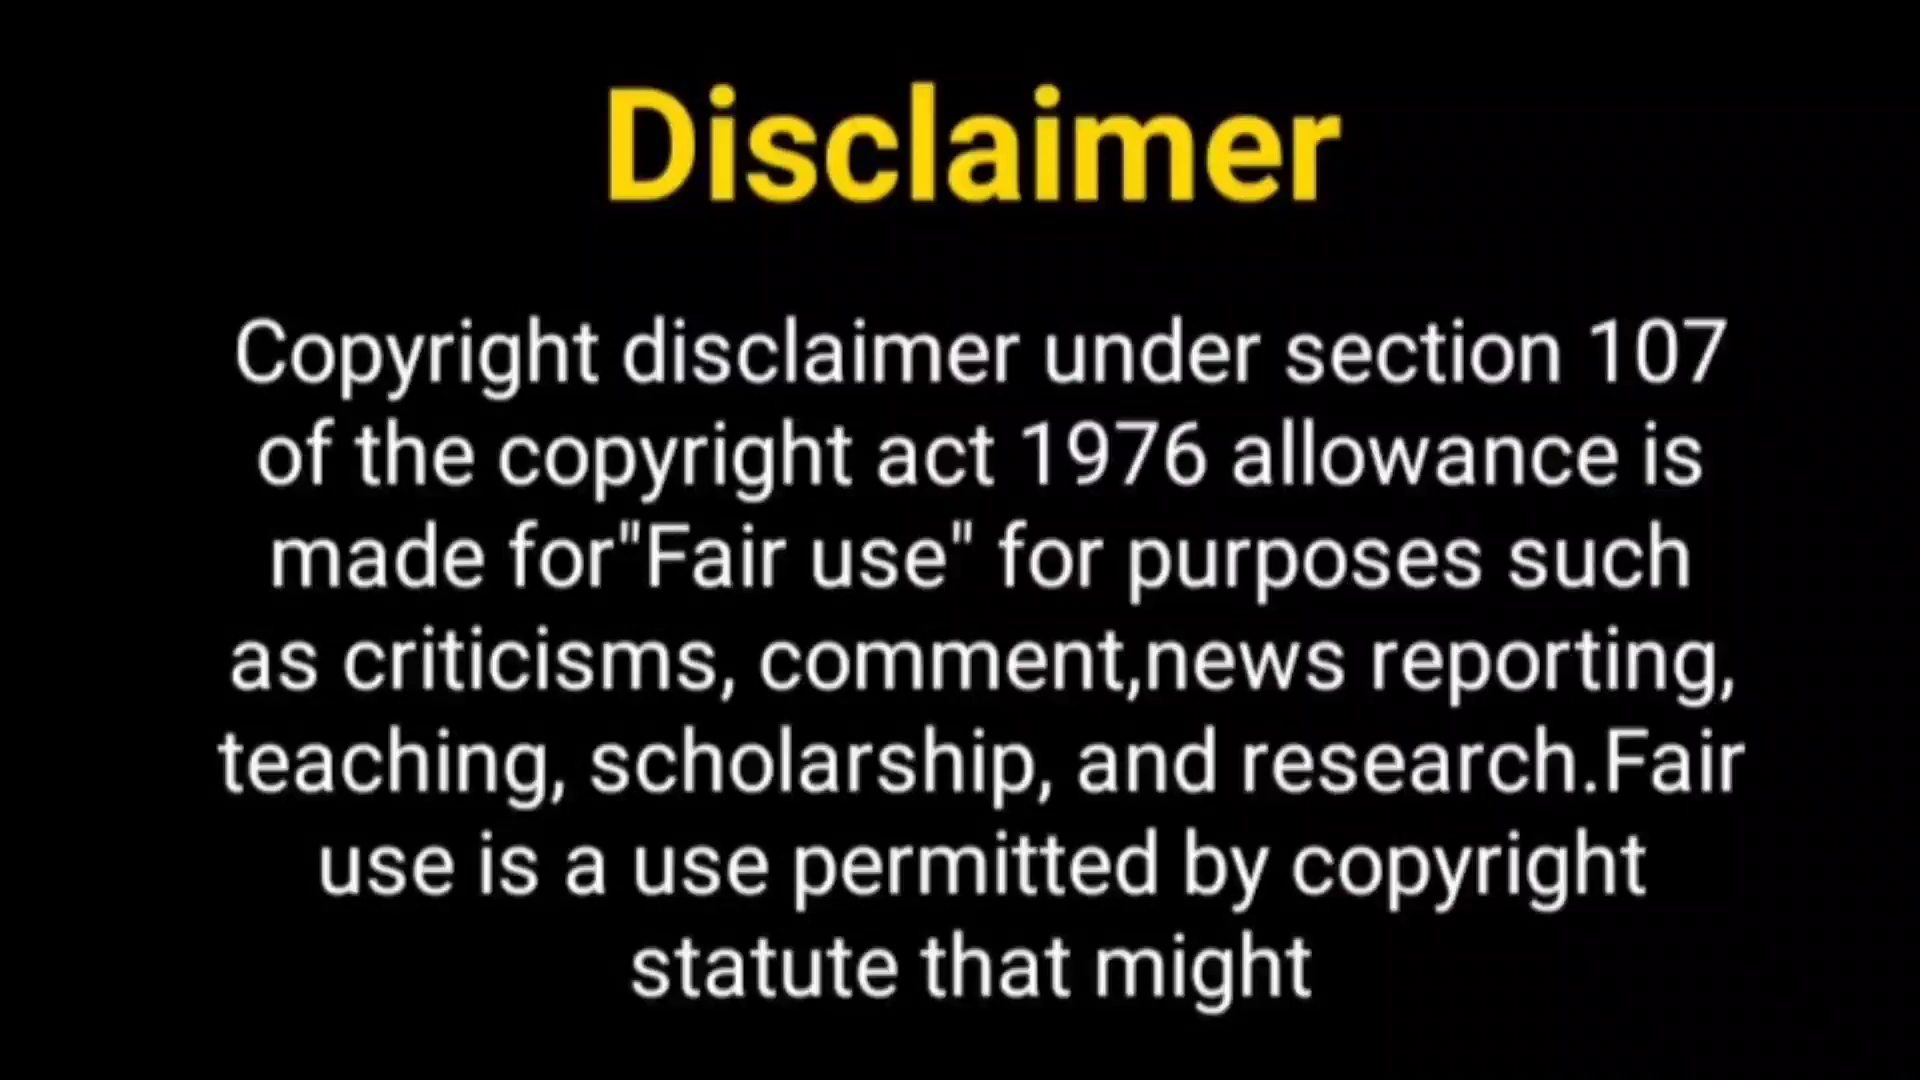 Disclaimer
Copyright disclaimer under section 107
of the copyright act 1976 allowance is
made for"Fair use" for purposes such
as criticisms, comment,news reporting,
teaching, scholarship, and research.Fair
use is a use permitted by copyright
statute that might